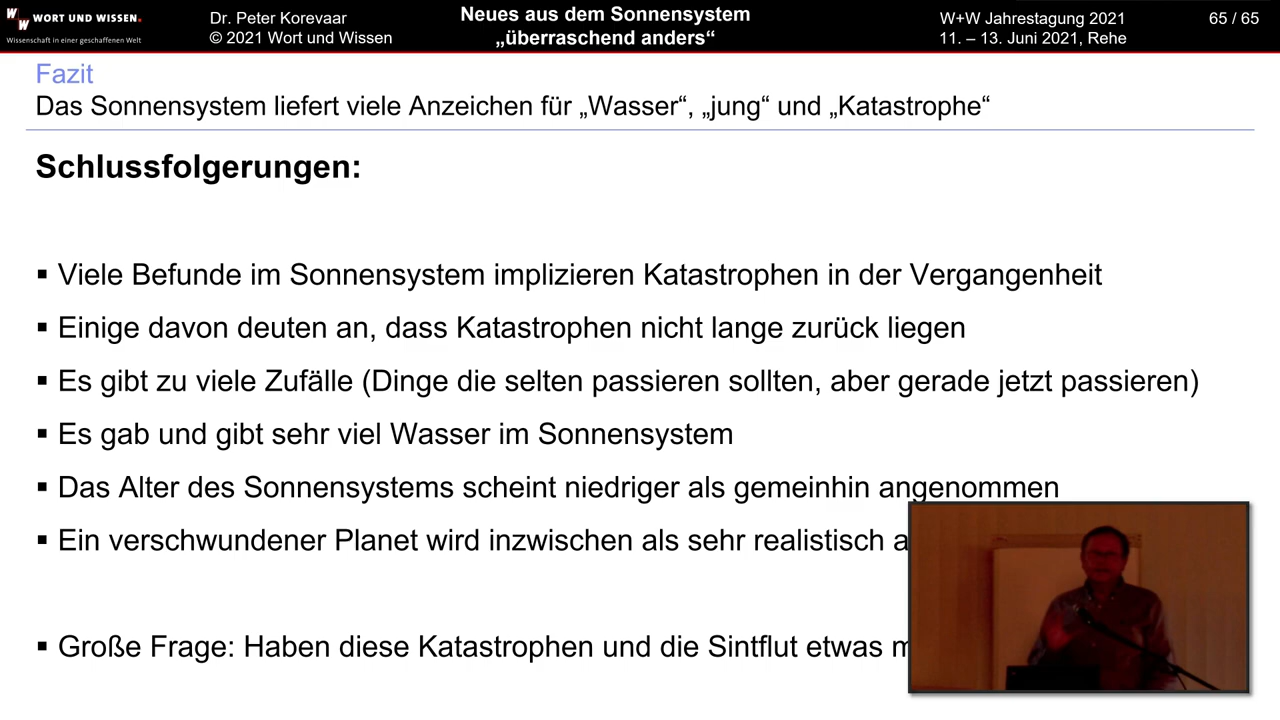 WORT UND WISSEN.
Wissenschaft in einer geschaffenen Welt
Dr. Peter Korevaar
© 2021 Wort und Wissen
Neues aus dem Sonnensystem
„überraschend anders“
W+W Jahrestagung 2021
11. – 13. Juni 2021, Rehe
65 / 65
Fazit
Das Sonnensystem liefert viele Anzeichen für „Wasser“, „jung“ und „Katastrophe“
Schlussfolgerungen:
▪ Viele Befunde im Sonnensystem implizieren Katastrophen in der Vergangenheit
▪ Einige davon deuten an, dass Katastrophen nicht lange zurück liegen
▪ Es gibt zu viele Zufälle (Dinge die selten passieren sollten, aber gerade jetzt passieren)
▪ Es gab und gibt sehr viel Wasser im Sonnensystem
▪ Das Alter des Sonnensystems scheint niedriger als gemeinhin angenommen
▪ Ein verschwundener Planet wird inzwischen als sehr realistisch a
▪ Große Frage: Haben diese Katastrophen und die Sintflut etwas m